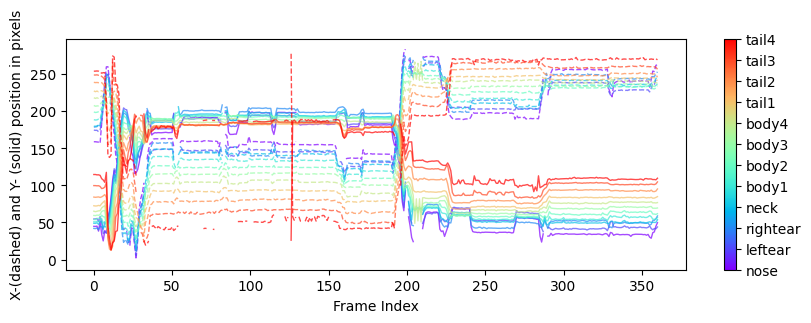 X-(dashed) and Y- (solid) position in pixels
250
200
150
100
50
0
0 50 100 150 200 250 300 350
Frame Index
tail4
tail3
tail2
tail1
body4
body3
body2
body1
neck
rightear
leftear
nose